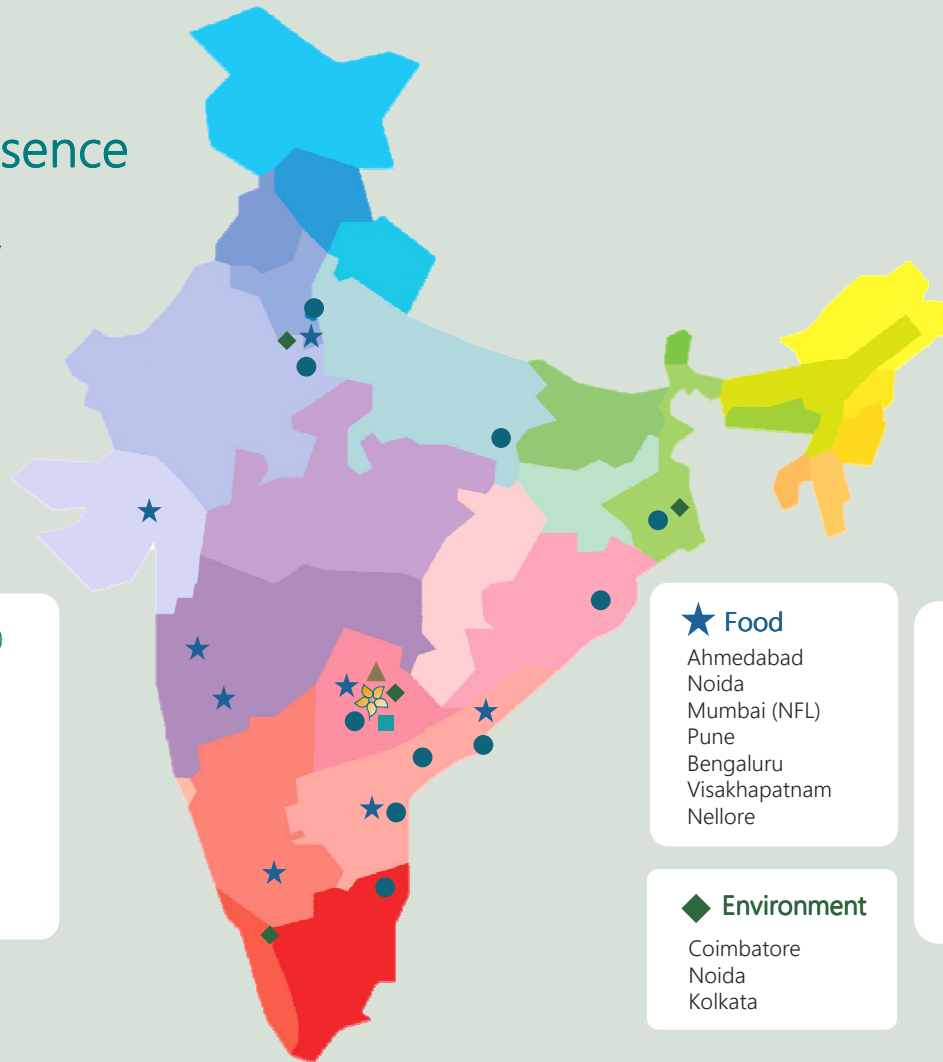 sence
Food
Ahmedabad
Noida
Mumbai (NFL)
Pune
Bengaluru
Visakhapatnam
Nellore
Environment
Coimbatore
Noida
Kolkata